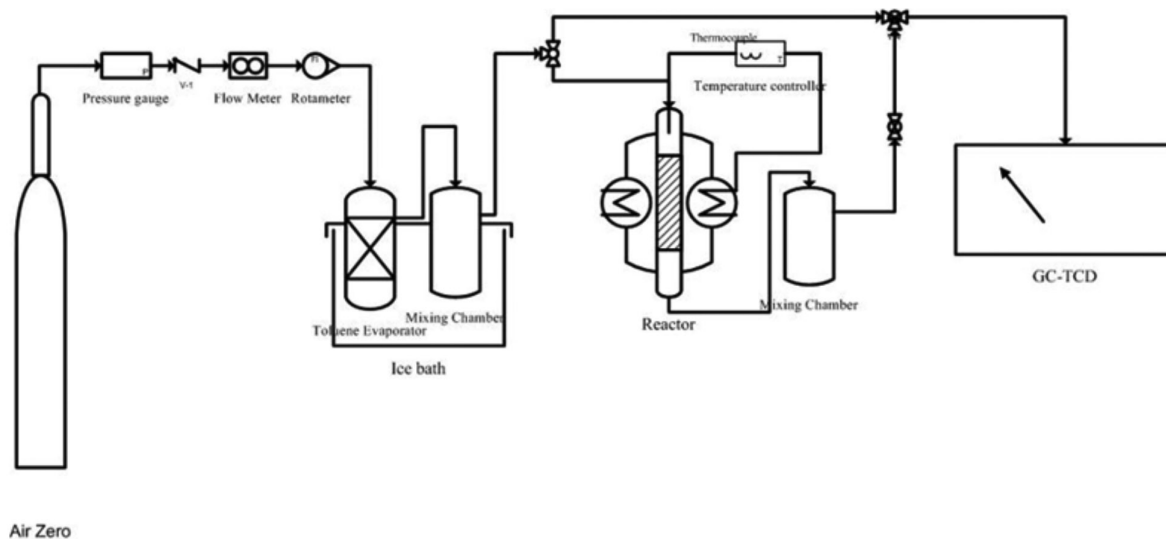 Thermocouple
T
P
V-1
FI
Pressure gauge
Flow Meter
Rotameter
Temperature controller
GC-TCD
Mixing Chamber
Mixing Chamber
Toluene Evaporator
Reactor
Ice bath
Air Zero